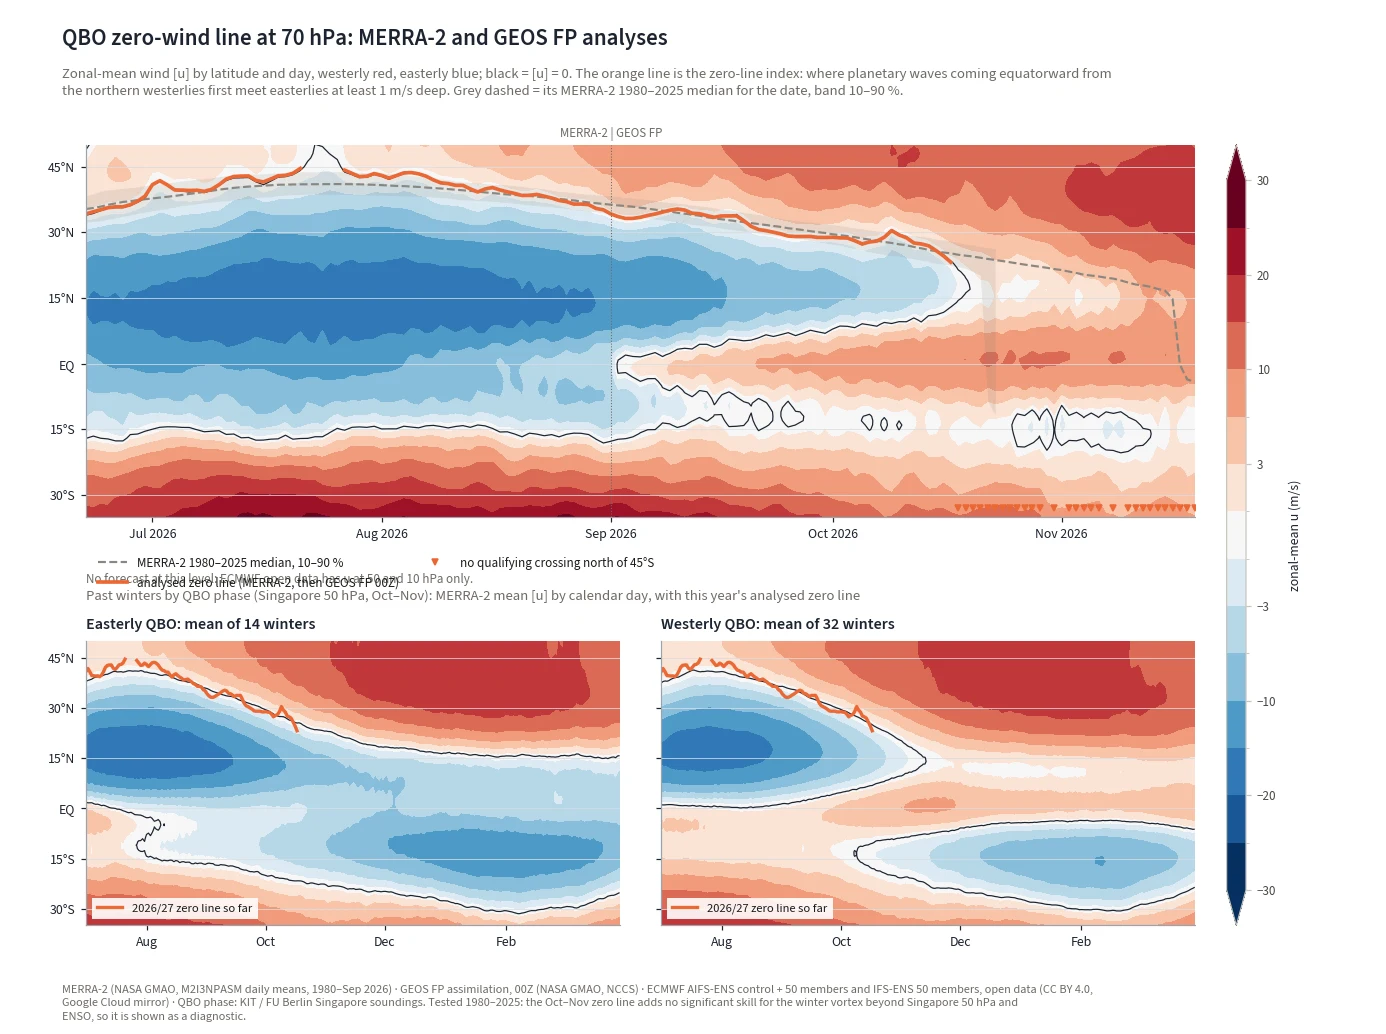 QBO zero-wind line at 70 hPa: MERRA-2 and GEOS FP analyses
Zonal-mean wind [u] by latitude and day, westerly red, easterly blue; black = [u] = 0. The orange line is the zero-line index: where planetary waves coming equatorward from
the northern westerlies first meet easterlies at least 1 m/s deep. Grey dashed = its MERRA-2 1980–2025 median for the date, band 10–90 %.
MERRA-2 | GEOS FP
45°N
30°N
15°N
EQ
15°S
30°S
Jul 2026
Aug 2026
Sep 2026
Oct 2026
Nov 2026
30
20
10
3
−3
−10
−20
−30
zonal-mean u (m/s)
MERRA-2 1980–2025 median, 10–90 %
no qualifying crossing north of 45°S
No forecast at this level: ECMWF open data has u at 50 and 10 hPa only.
analysed zero line (MERRA-2, then GEOS FP 00Z)
Past winters by QBO phase (Singapore 50 hPa, Oct–Nov): MERRA-2 mean [u] by calendar day, with this year's analysed zero line
Easterly QBO: mean of 14 winters
45°N
30°N
15°N
EQ
15°S
30°S
2026/27 zero line so far
Aug
Oct
Dec
Feb
Westerly QBO: mean of 32 winters
2026/27 zero line so far
Aug
Oct
Dec
Feb
MERRA-2 (NASA GMAO, M2I3NPASM daily means, 1980–Sep 2026) · GEOS FP assimilation, 00Z (NASA GMAO, NCCS) · ECMWF AIFS-ENS control + 50 members and IFS-ENS 50 members, open data (CC BY 4.0,
Google Cloud mirror) · QBO phase: KIT / FU Berlin Singapore soundings. Tested 1980–2025: the Oct–Nov zero line adds no significant skill for the winter vortex beyond Singapore 50 hPa and
ENSO, so it is shown as a diagnostic.